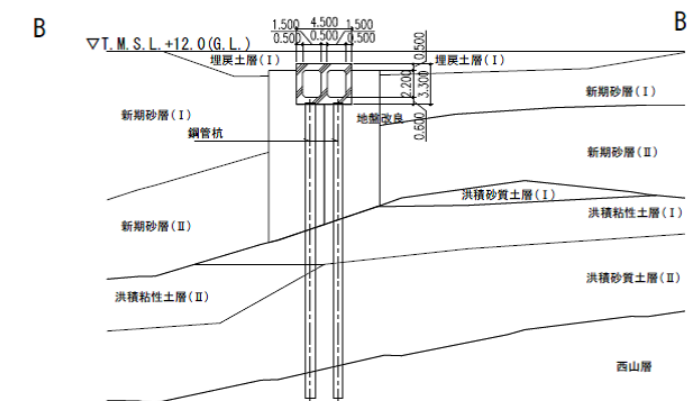 B
B
1.500 4.500 1.500
0.500 0.500 0.500
▽T.M.S.L.+12.0(G.L.)
埋戻土層(Ⅰ)
埋戻土層(Ⅰ)
0.500
2.200
3.300
0.600
新期砂層(Ⅰ)
新期砂層(Ⅰ)
地盤改良
鋼管杭
新期砂層(Ⅱ)
洪積砂質土層(Ⅰ)
洪積粘性土層(Ⅰ)
新期砂層(Ⅱ)
洪積砂質土層(Ⅱ)
洪積粘性土層(Ⅱ)
西山層